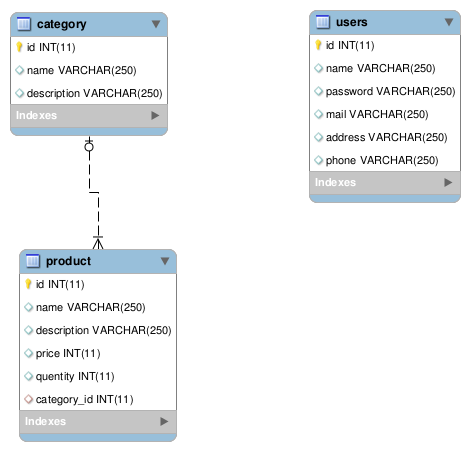 category
id INT(11)
name VARCHAR(250)
description VARCHAR(250)
Indexes
users
id INT(11)
name VARCHAR(250)
password VARCHAR(250)
mail VARCHAR(250)
address VARCHAR(250)
phone VARCHAR(250)
Indexes
product
id INT(11)
name VARCHAR(250)
description VARCHAR(250)
price INT(11)
quentity INT(11)
category_id INT(11)
Indexes